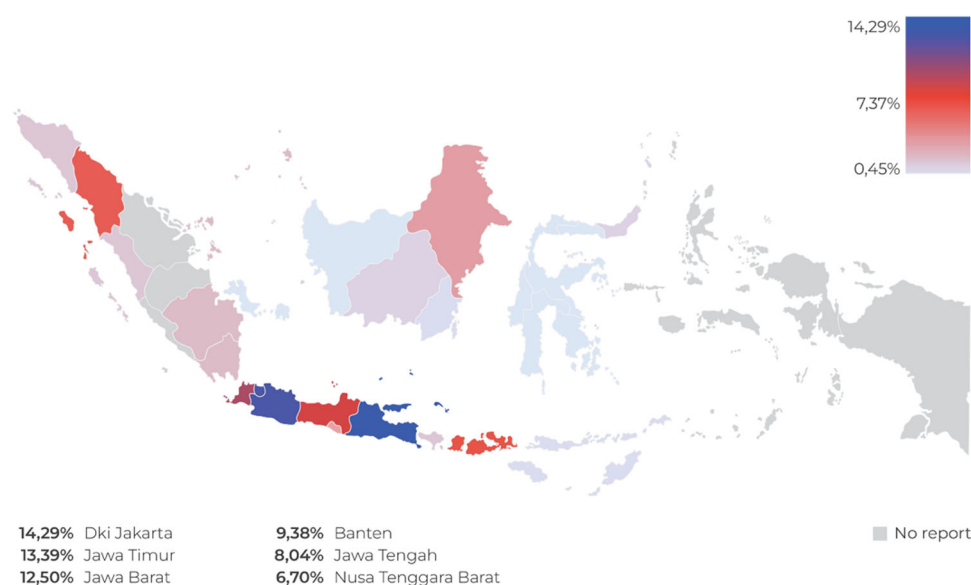 14,29%
7,37%
0,45%
14,29% Dki Jakarta
13,39% Jawa Timur
12,50% Jawa Barat
9,38% Banten
8,04% Jawa Tengah
6,70% Nusa Tenggara Barat
No report